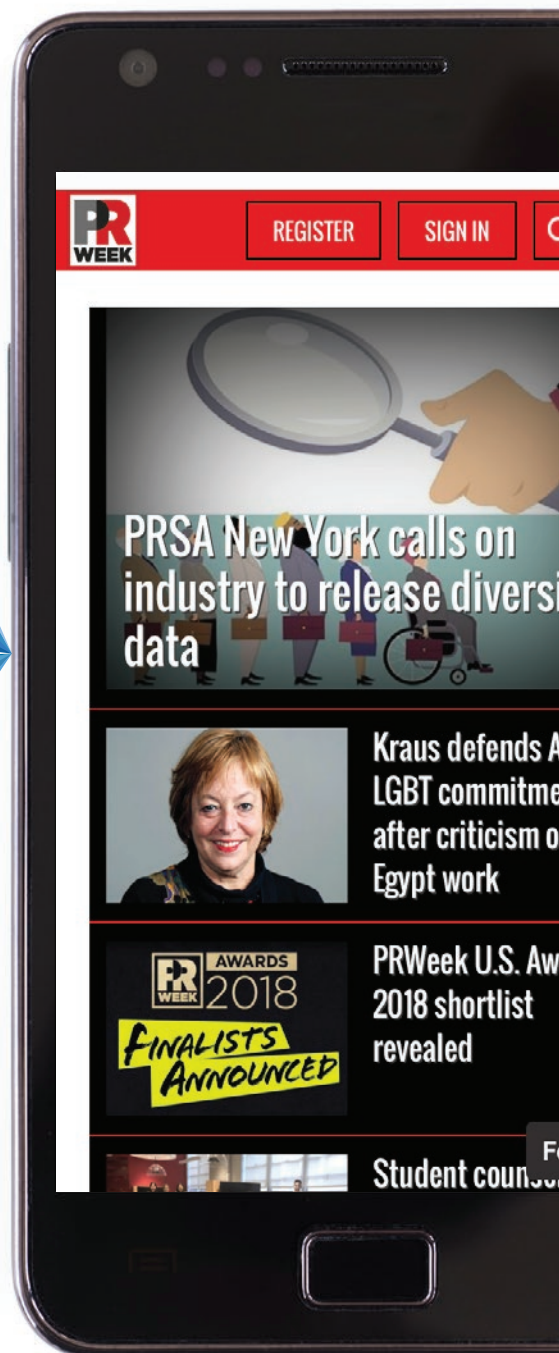 PR
WEEK
REGISTER
SIGN IN
PRSA New York calls on
industry to release diversi
data
Kraus defends A
LGBT commitme
after criticism o
Egypt work
PR
WEEK
AWARDS
2018
FINALISTS
ANNOUNCED
PRWeek U.S. Aw
2018 shortlist
revealed
Student